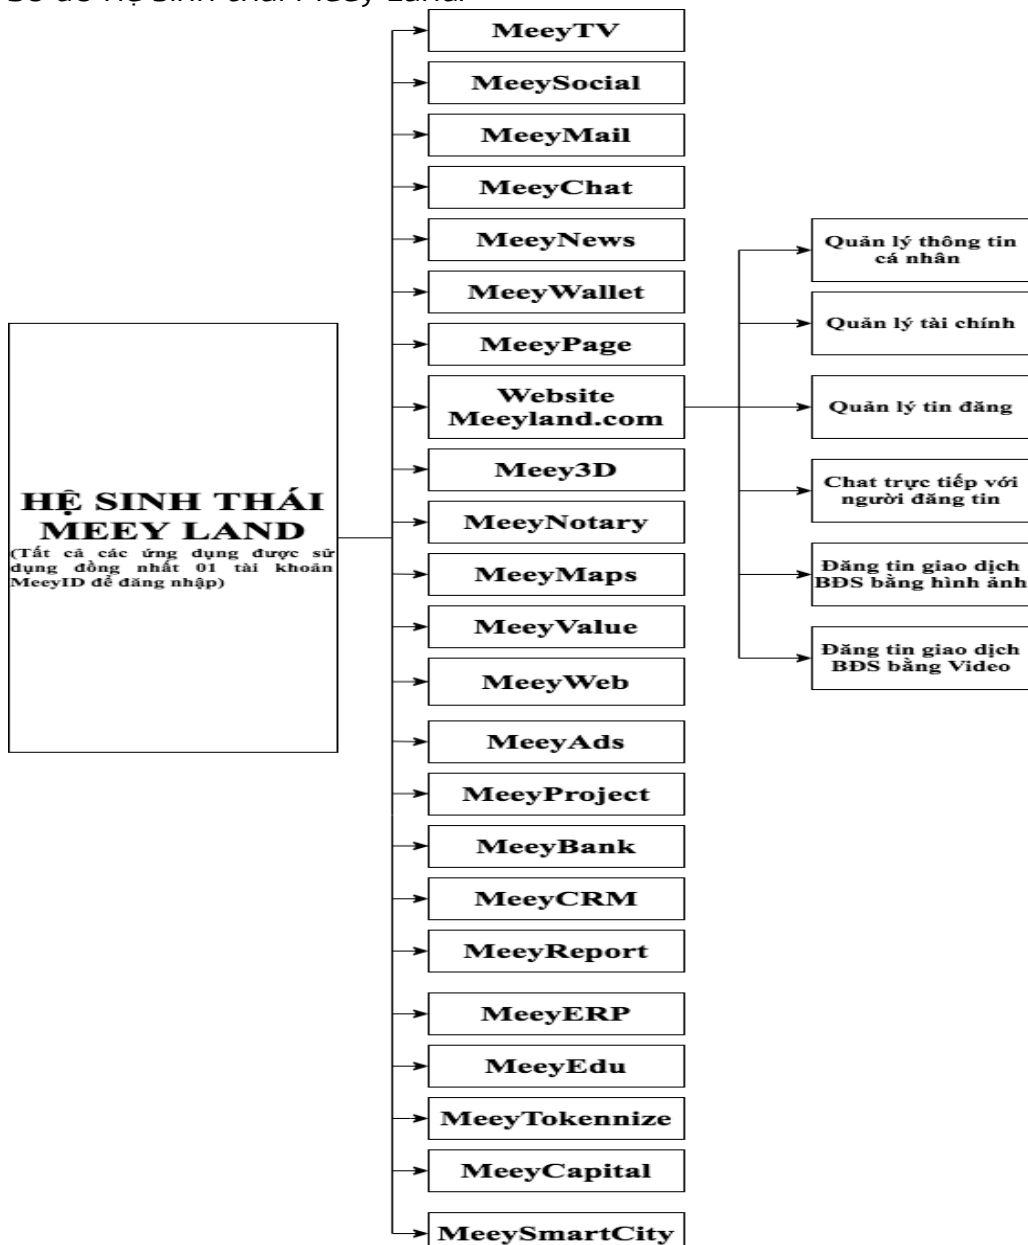 Sơ đồ Hệ sinh thái Meey Land:
MeeyTV
MeeySocial
MeeyMail
MeeyChat
MeeyNews
MeeyWallet
MeeyPage
Website
Meeyland.com
Meey3D
MeeyNotary
MeeyMaps
MeeyValue
MeeyWeb
MeeyAds
MeeyProject
MeeyBank
MeeyCRM
MeeyReport
MeeyERP
MeeyEdu
MeeyTokennize
MeeyCapital
MeeySmartCity
HỆ SINH THÁI
MEEY LAND
(Tất cả các ứng dụng được sử
dụng đồng nhất 01 tài khoản
MeeyID để đăng nhập)
Quản lý thông tin
cá nhân
Quản lý tài chính
Quản lý tin đăng
Chat trực tiếp với
người đăng tin
Đăng tin giao dịch
BĐS bằng hình ảnh
Đăng tin giao dịch
BĐS bằng Video